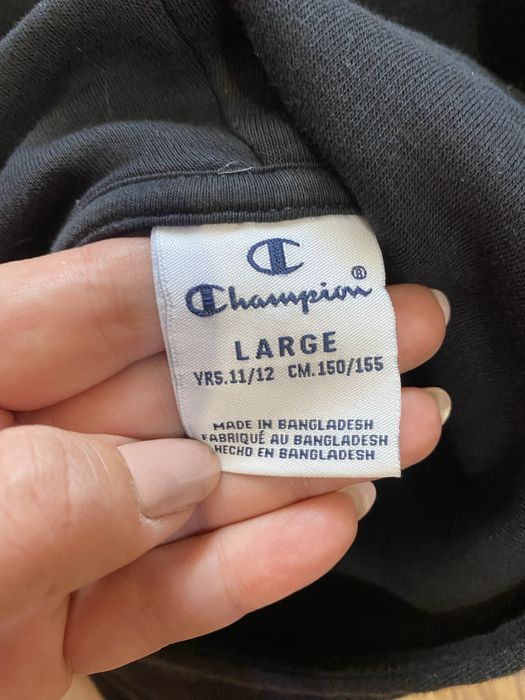 Champion®
LARGE
YRS.11/12 CM.150/155
MADE IN BANGLADESH
FABRIQUÉ AU BANGLADESH
HECHO EN BANGLADESH